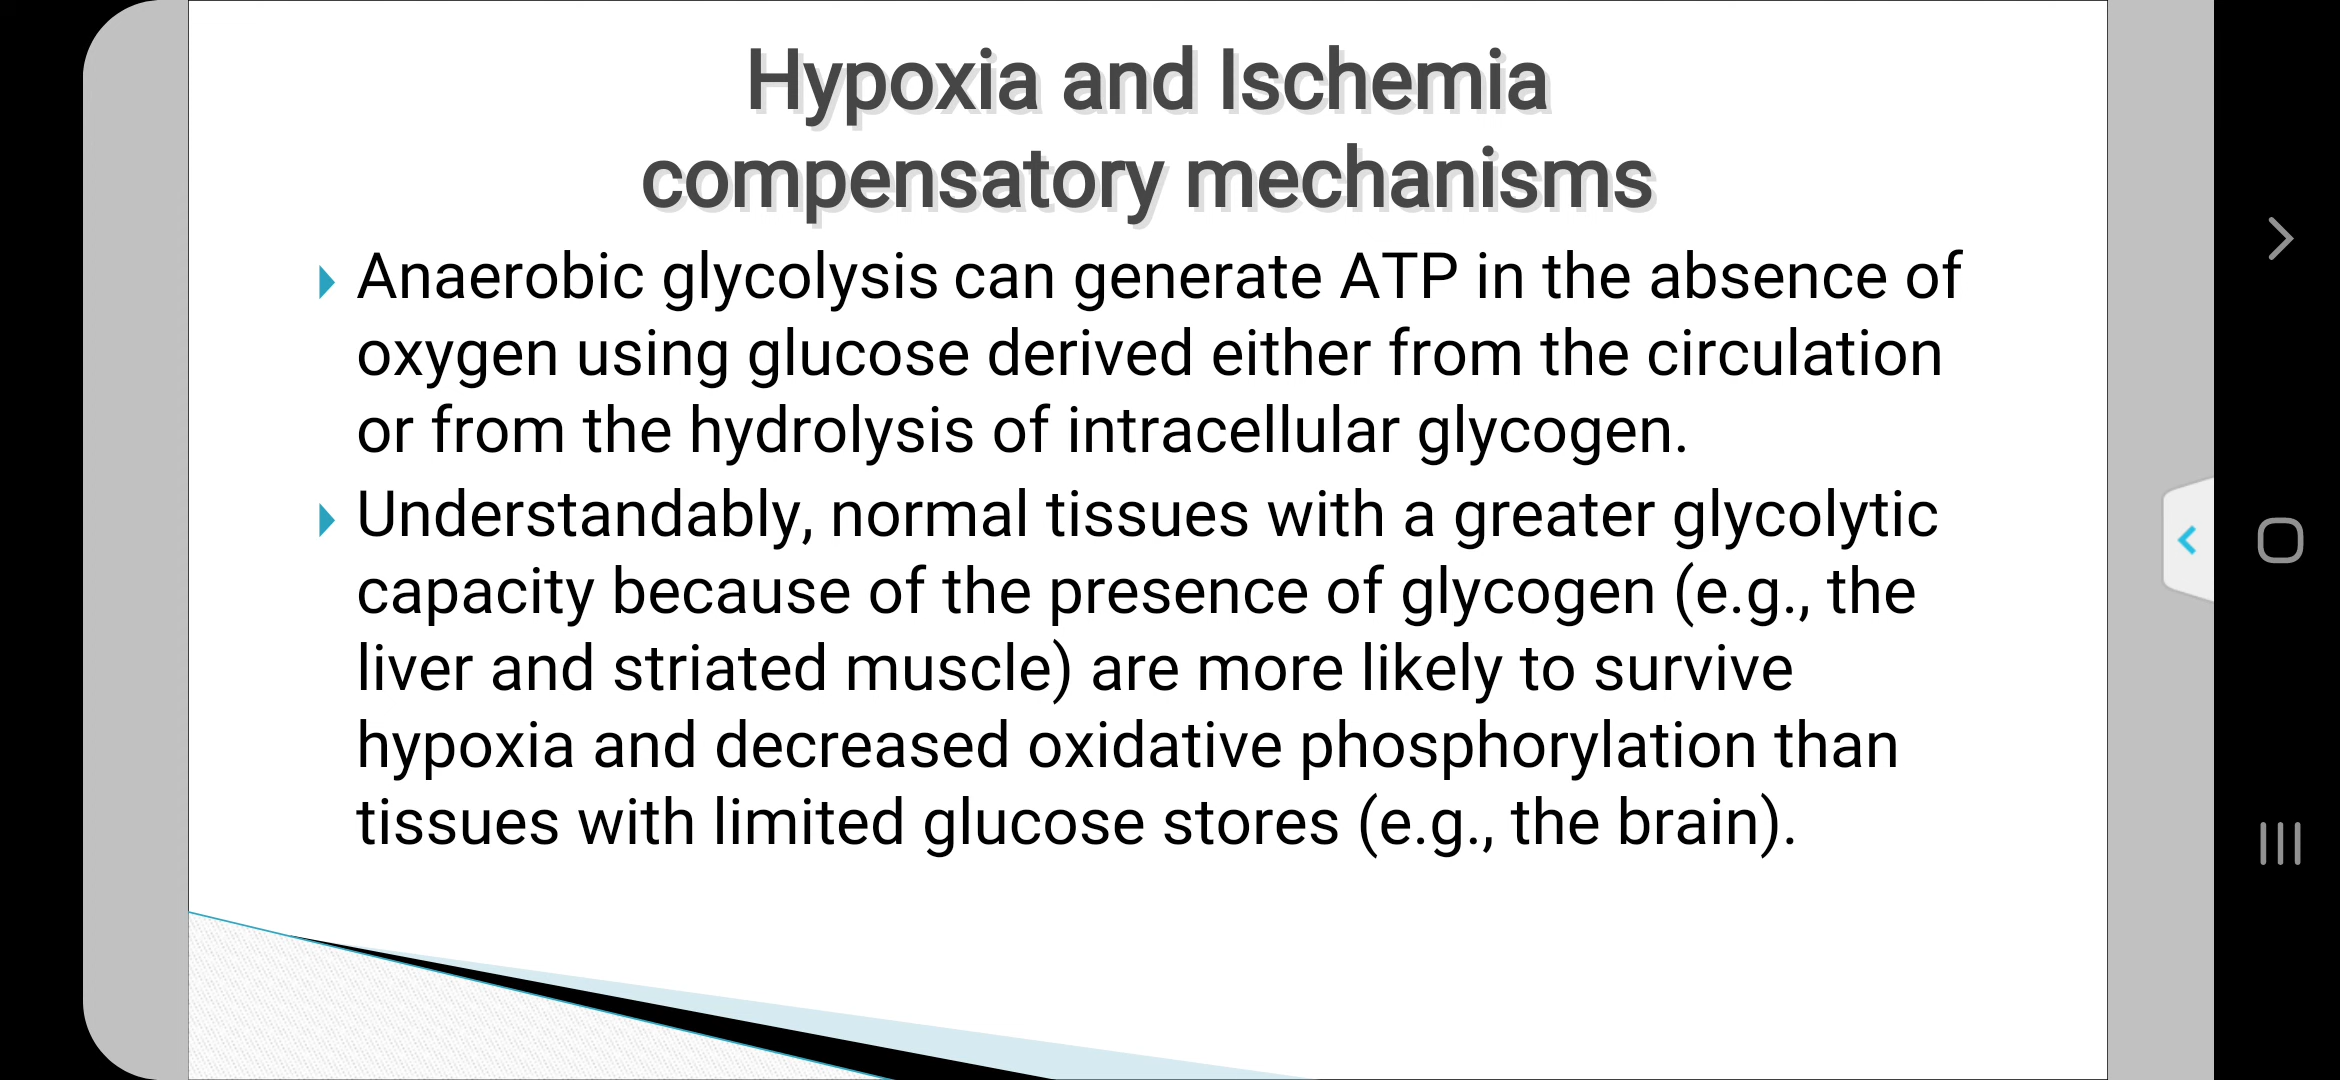 Hypoxia and Ischemia
compensatory mechanisms
Anaerobic glycolysis can generate ATP in the absence of
oxygen using glucose derived either from the circulation
or from the hydrolysis of intracellular glycogen.
Understandably, normal tissues with a greater glycolytic
capacity because of the presence of glycogen (e.g., the
liver and striated muscle) are more likely to survive
hypoxia and decreased oxidative phosphorylation than
tissues with limited glucose stores (e.g., the brain).